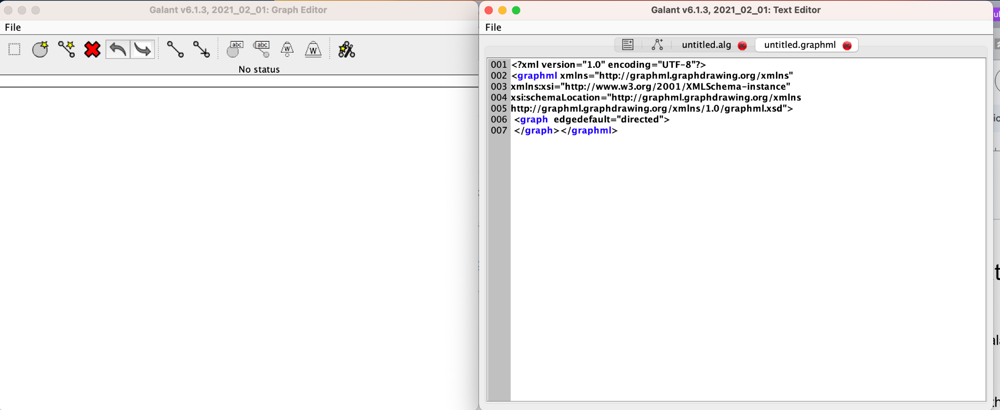 Galant v6.1.3, 2021_02_01: Graph Editor
File
abc
abc
W
W
No status
Galant v6.1.3, 2021_02_01: Text Editor
File
untitled.alg
untitled.graphml
001 <?xml version="1.0" encoding="UTF-8"?>
002 <graphml xmlns="http://graphml.graphdrawing.org/xmlns"
003 xmlns:xsi="http://www.w3.org/2001/XMLSchema-instance"
004 xsi:schemaLocation="http://graphml.graphdrawing.org/xmlns
005 http://graphml.graphdrawing.org/xmlns/1.0/graphml.xsd">
006 <graph  edgedefault="directed">
007 </graph></graphml>